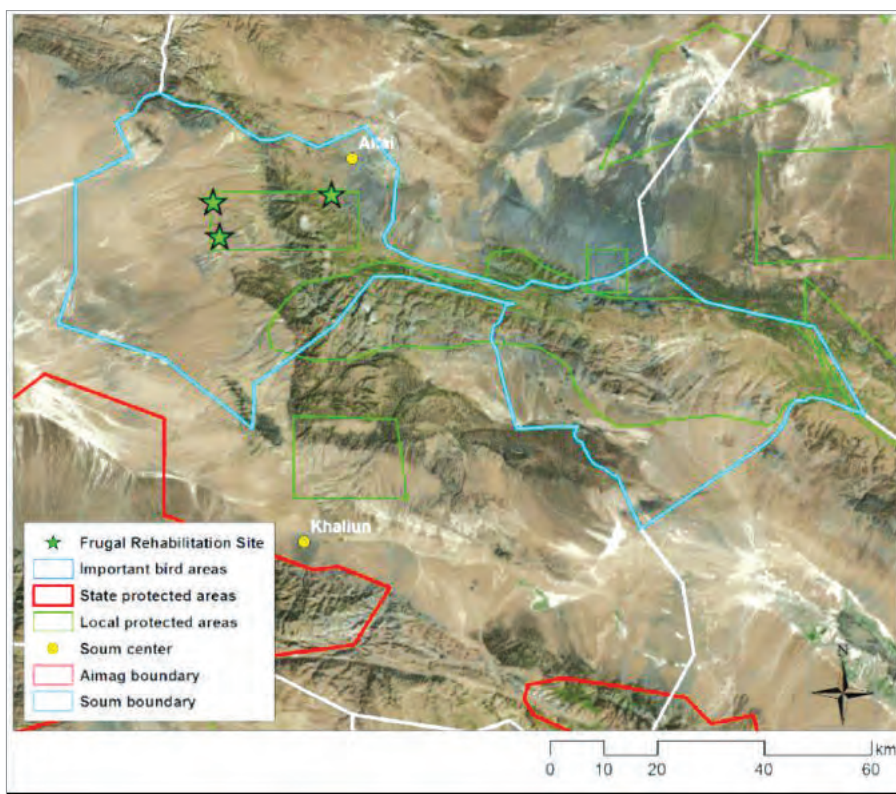 Altai
Khaliun
Frugal Rehabilitation Site
Important bird areas
State protected areas
Local protected areas
Soum center
Aimag boundary
Soum boundary
N
km
0 10 20 40 60